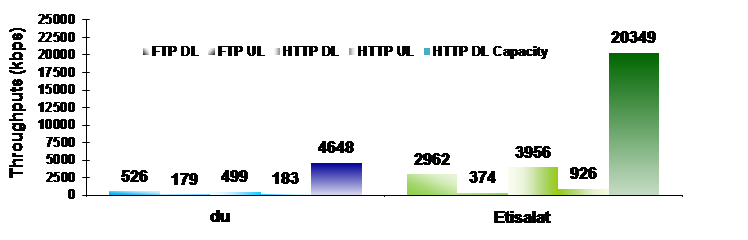 Throughputs (kbps)
25000
22500
20000
17500
15000
12500
10000
7500
5000
2500
0
FTP DL FTP UL HTTP DL HTTP UL HTTP DL Capacity
526 179 499 183 4648
2962 374 3956 926 20349
du Etisalat